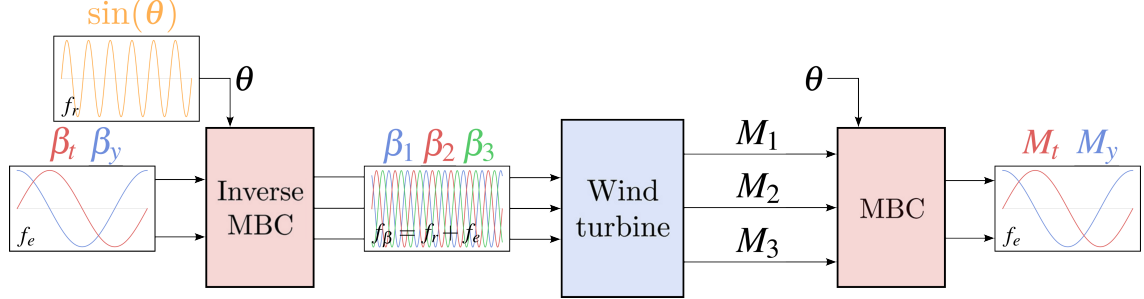 sin(θ)
f_r
θ
β_t β_y
f_e
Inverse
MBC
β_1 β_2 β_3
f_β = f_r + f_e
Wind
turbine
M_1
M_2
M_3
θ
MBC
M_t M_y
f_e